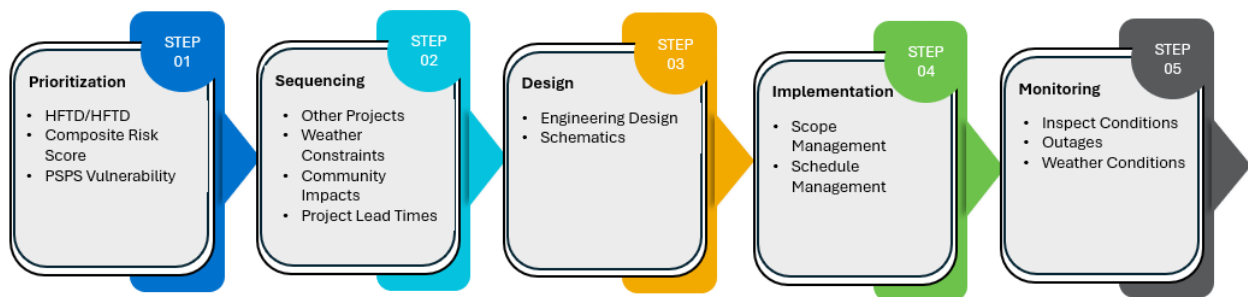 STEP
01
Prioritization
• HFTD/HFTD
• Composite Risk
Score
• PSPS Vulnerability
STEP
02
Sequencing
• Other Projects
• Weather
Constraints
• Community
Impacts
• Project Lead Times
STEP
03
Design
• Engineering Design
• Schematics
STEP
04
Implementation
• Scope
Management
• Schedule
Management
STEP
05
Monitoring
• Inspect Conditions
• Outages
• Weather Conditions